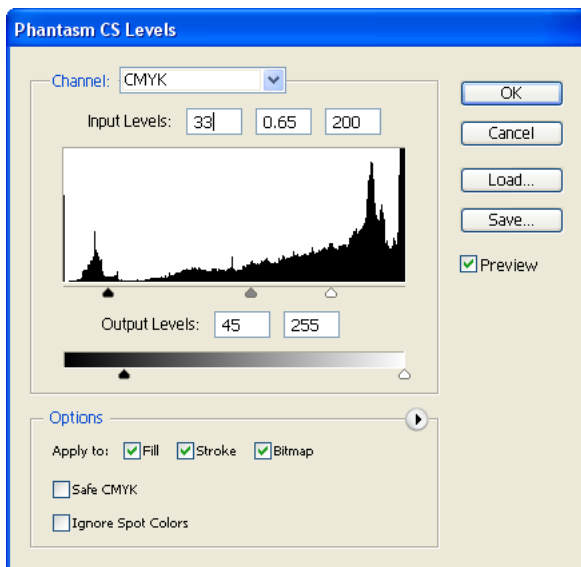 Phantasm CS Levels
Channel: CMYK
OK
Input Levels: 33 0.65 200
Cancel
Load...
Save...
Preview
Output Levels: 45 255
Options
Apply to: Fill Stroke Bitmap
Safe CMYK
Ignore Spot Colors